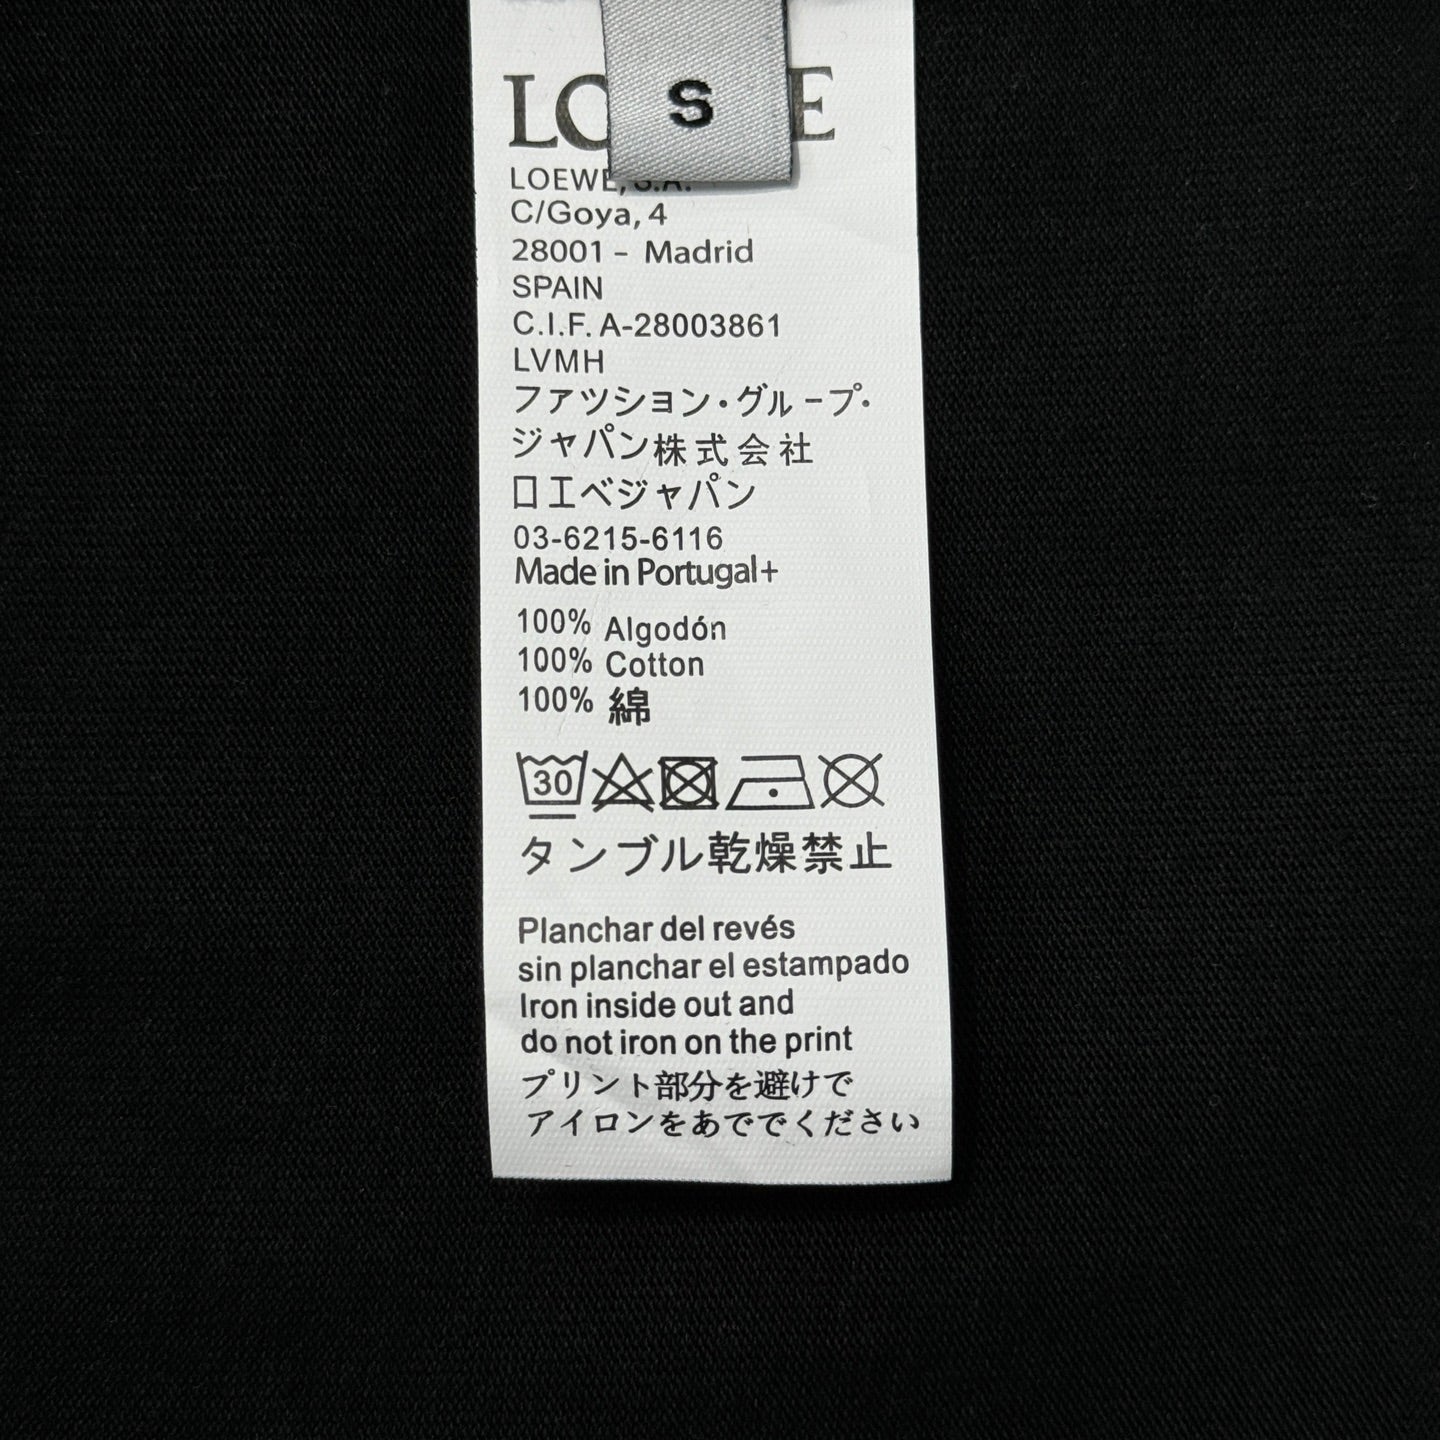 LOEWE
S
LOEWE, S.A.
C/Goya, 4
28001 - Madrid
SPAIN
C.I.F. A-28003861
LVMH
ファツション・グループ・
ジャパン株式会社
ロエベジャパン
03-6215-6116
Made in Portugal+
100% Algodón
100% Cotton
100% 綿
30
タンブル乾燥禁止
Planchar del revés
sin planchar el estampado
Iron inside out and
do not iron on the print
プリント部分を避けで
アイロンをあででください